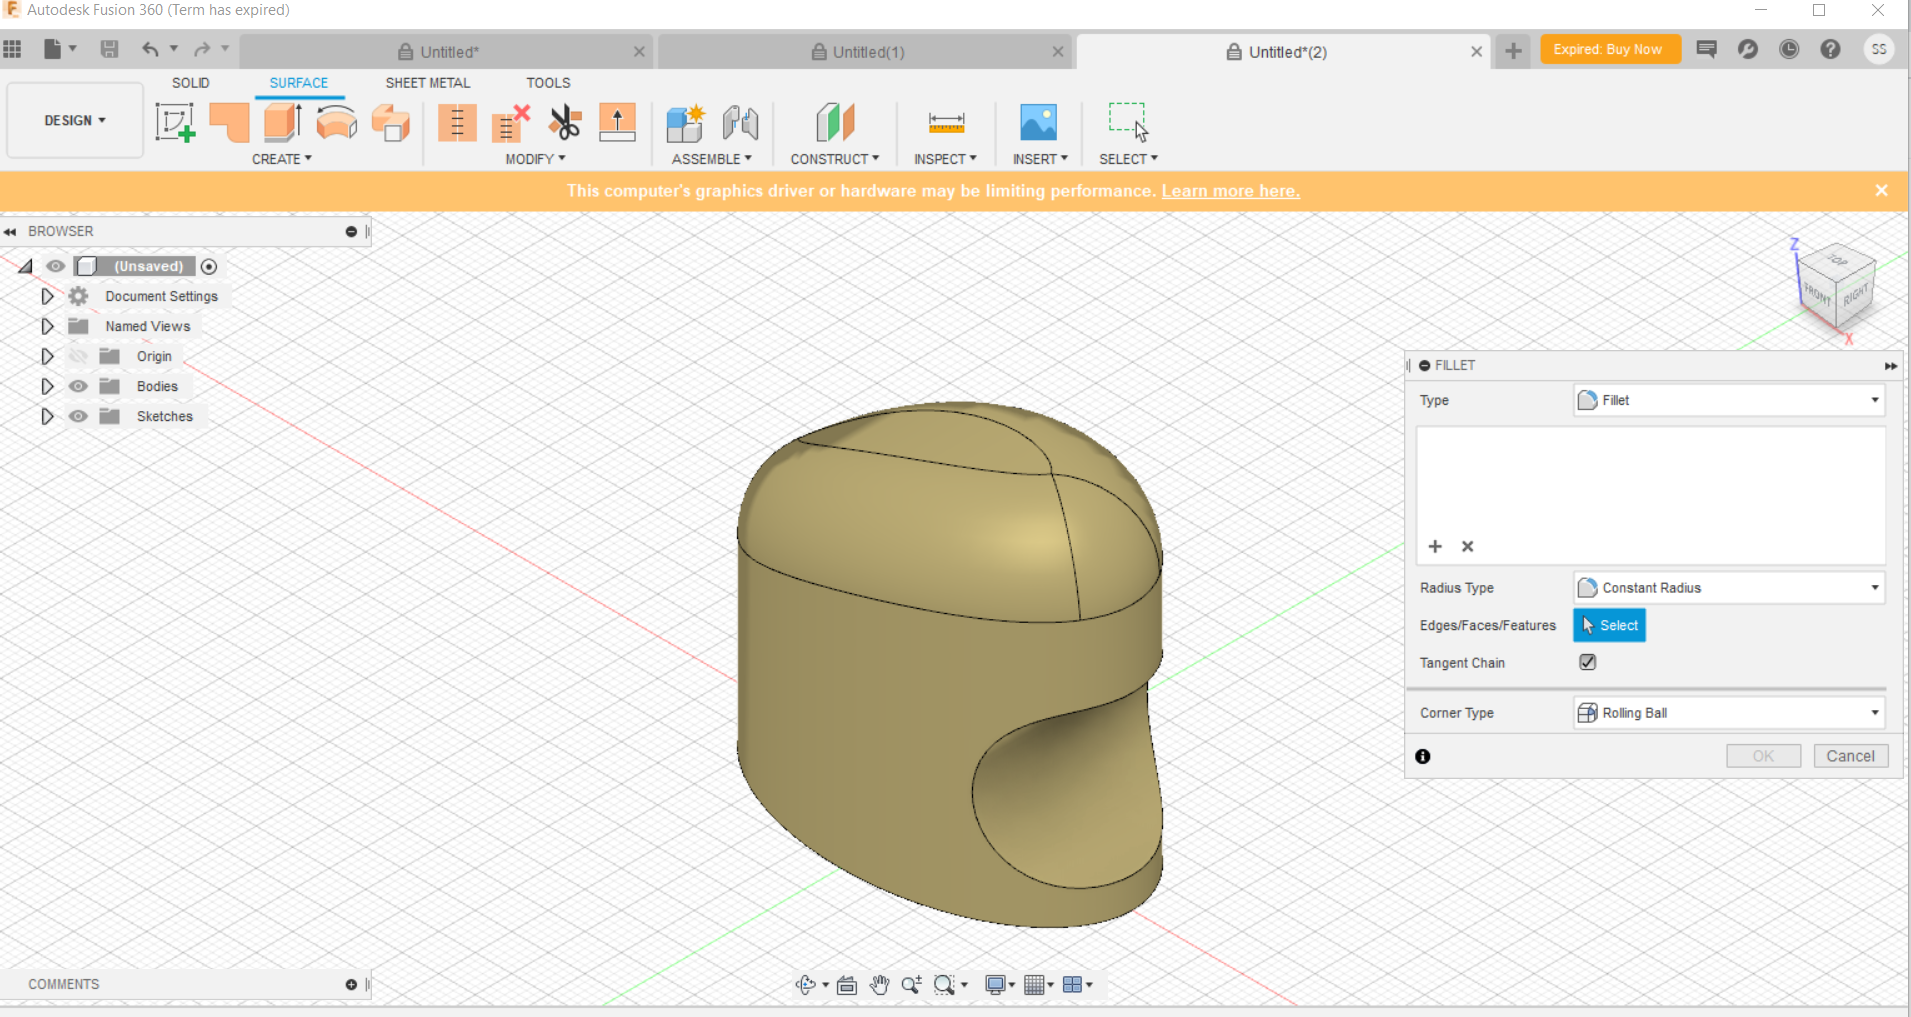 Autodesk Fusion 360 (Term has expired)
Untitled*
Untitled(1)
Untitled*(2)
Expired: Buy Now
SS
SOLID
SURFACE
SHEET METAL
TOOLS
DESIGN
CREATE
MODIFY
ASSEMBLE
CONSTRUCT
INSPECT
INSERT
SELECT
This computer's graphics driver or hardware may be limiting performance. Learn more here.
BROWSER
(Unsaved)
Document Settings
Named Views
Origin
Bodies
Sketches
Z
TOP
FRONT
RIGHT
X
FILLET
Type
Fillet
Radius Type
Constant Radius
Edges/Faces/Features
Select
Tangent Chain
Corner Type
Rolling Ball
OK
Cancel
COMMENTS